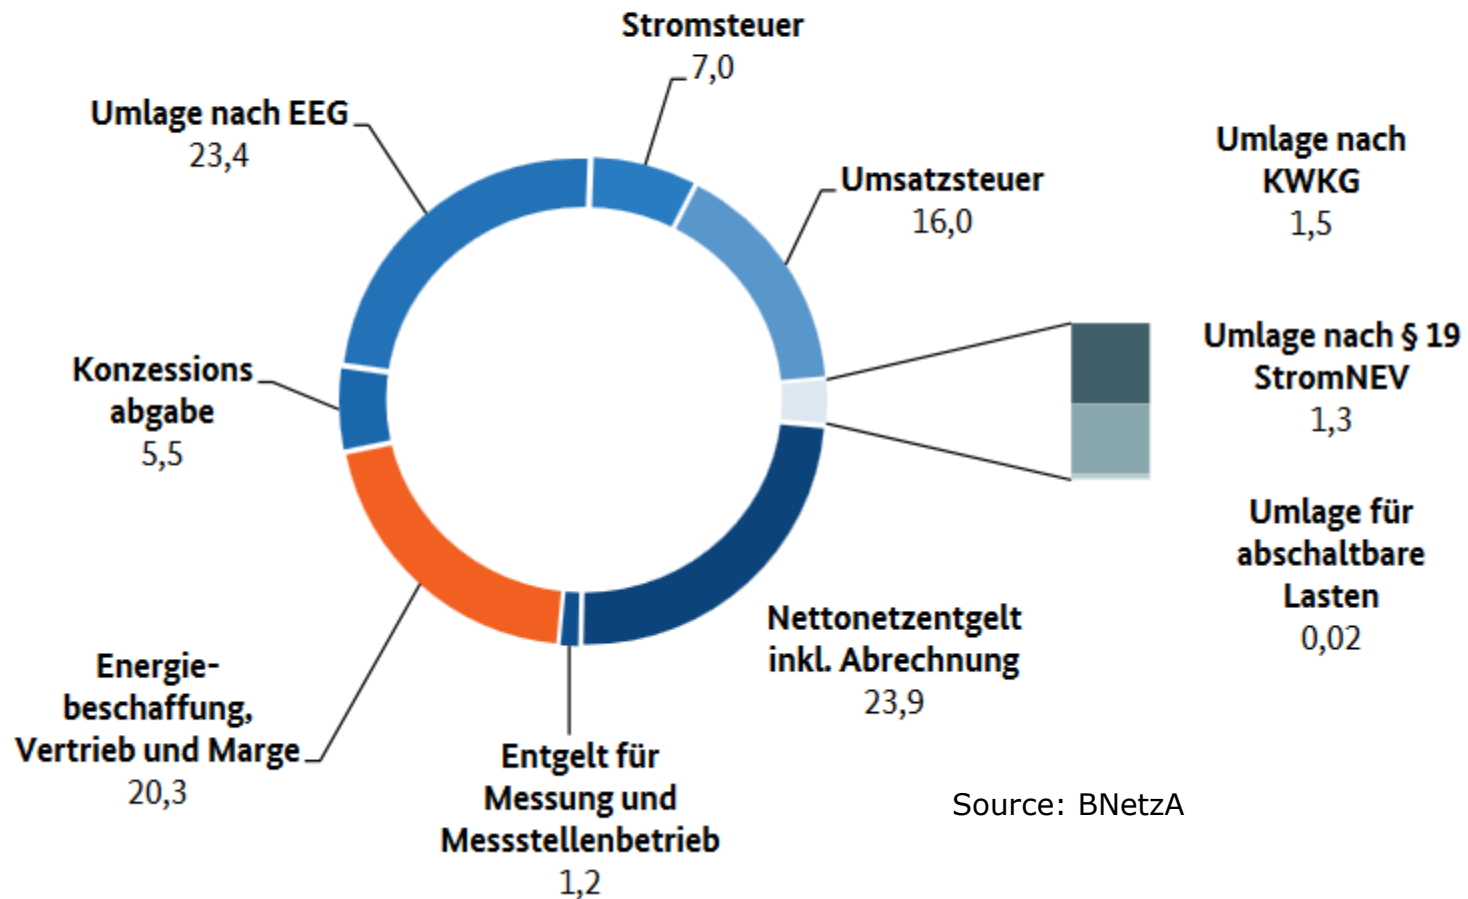 Stromsteuer
7,0
Umlage nach EEG
23,4
Umsatzsteuer
16,0
Umlage nach
KWKG
1,5
Umlage nach § 19
StromNEV
1,3
Umlage für
abschaltbare
Lasten
0,02
Konzessions
abgabe
5,5
Nettonetzentgelt
inkl. Abrechnung
23,9
Energie-
beschaffung,
Vertrieb und Marge
20,3
Entgelt für
Messung und
Messstellenbetrieb
1,2
Source: BNetzA